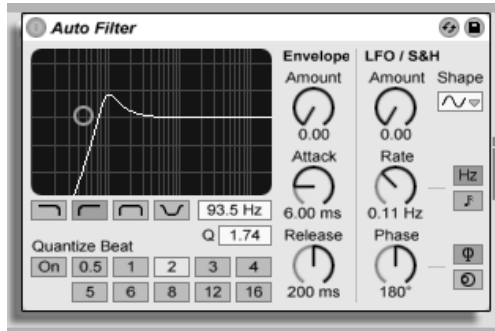 Auto Filter
Envelope
LFO / S&H
Amount
Amount
Shape
0.00
0.00
Attack
Rate
6.00 ms
0.11 Hz
Hz
93.5 Hz
Q 1.74
Release
Phase
200 ms
180°
Φ
Quantize Beat
On 0.5 1 2 3 4
5 6 8 12 16